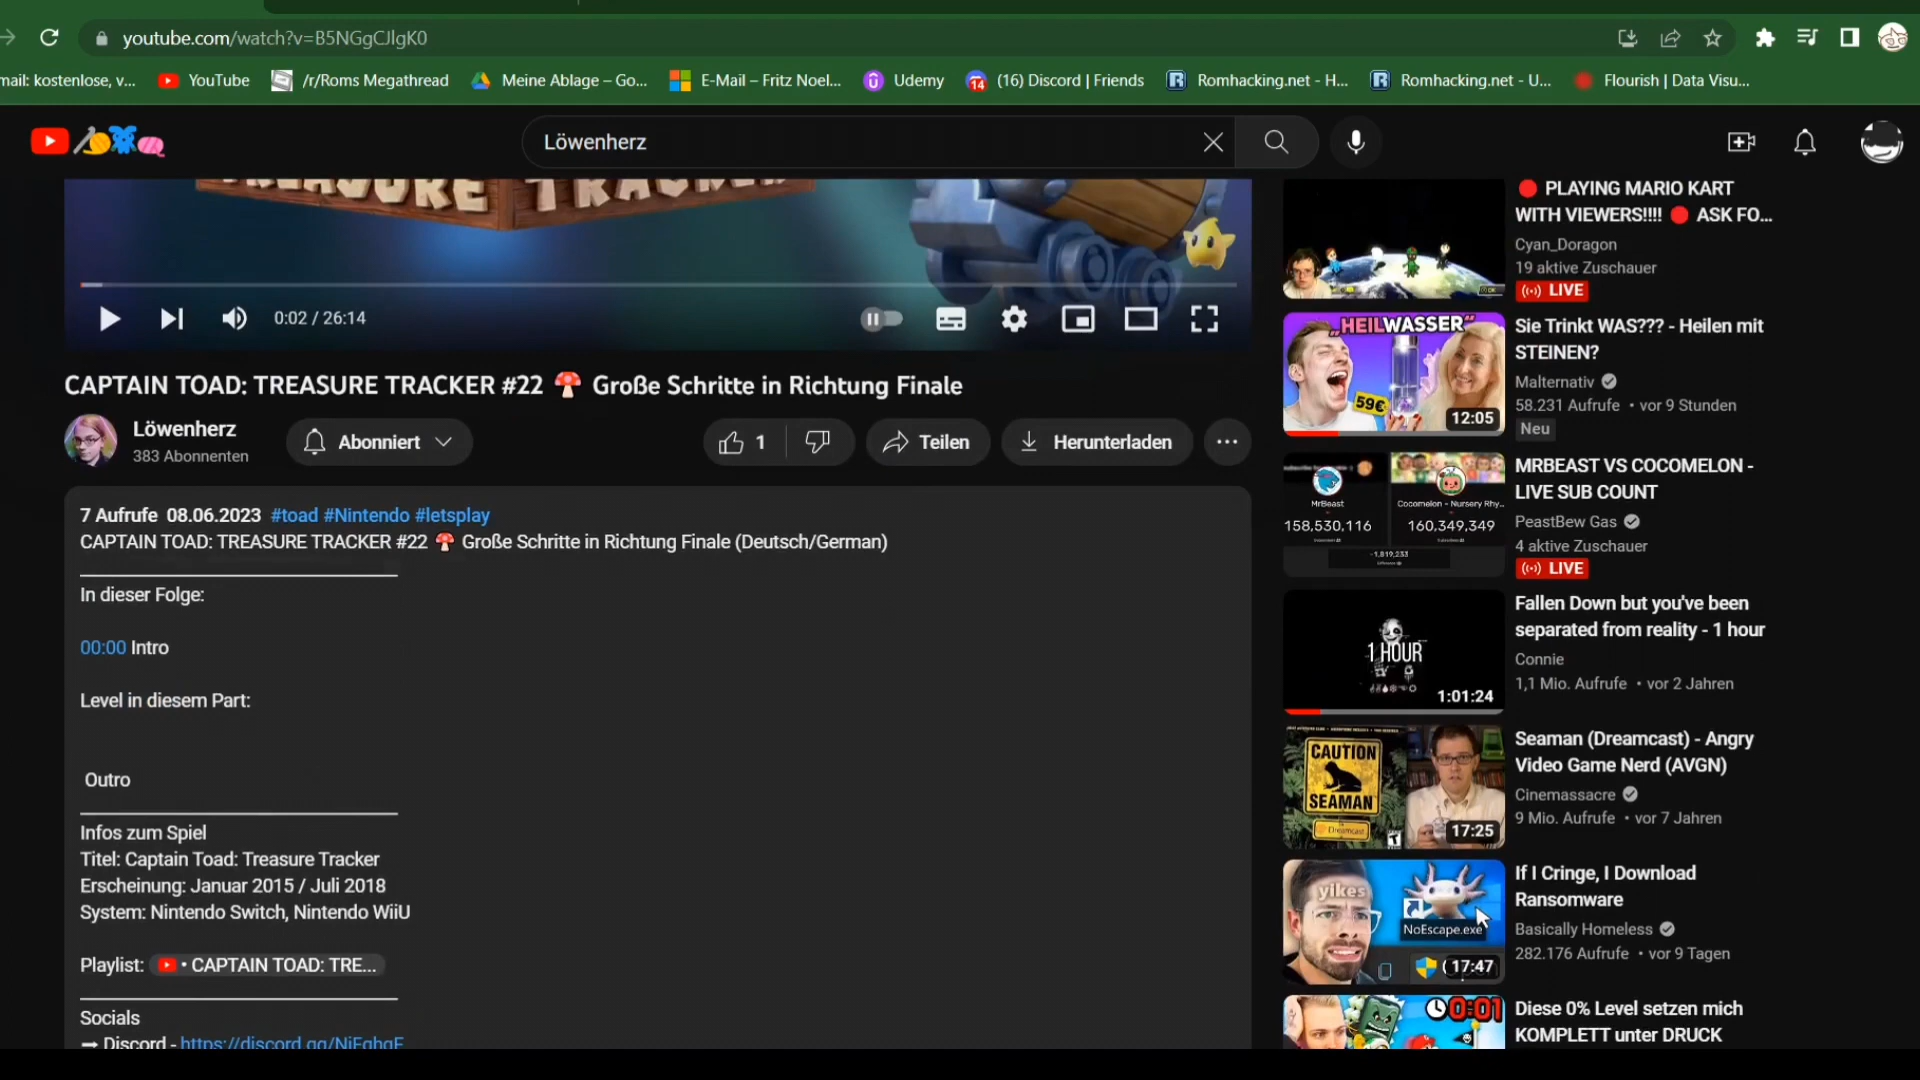 youtube.com/watch?v=B5NGgCJlgK0
mail: kostenlose, v...
YouTube
/r/Roms Megathread
Meine Ablage – Go...
E-Mail – Fritz Noel...
Udemy
14
(16) Discord | Friends
Romhacking.net - H...
Romhacking.net - U...
Flourish | Data Visu...
Löwenherz
TREASURE TRACKER
0:02 / 26:14
CAPTAIN TOAD: TREASURE TRACKER #22 🍄 Große Schritte in Richtung Finale
Löwenherz
383 Abonnenten
Abonniert
1
Teilen
Herunterladen
7 Aufrufe 08.06.2023 #toad #Nintendo #letsplay
CAPTAIN TOAD: TREASURE TRACKER #22 🍄 Große Schritte in Richtung Finale (Deutsch/German)
In dieser Folge:
00:00 Intro
Level in diesem Part:
Outro
Infos zum Spiel
Titel: Captain Toad: Treasure Tracker
Erscheinung: Januar 2015 / Juli 2018
System: Nintendo Switch, Nintendo WiiU
Playlist: • CAPTAIN TOAD: TRE...
Socials
➞ Discord -
🔴 PLAYING MARIO KART
WITH VIEWERS!!!! 🔴 ASK FO...
Cyan_Doragon
19 aktive Zuschauer
LIVE
„HEILWASSER"
59€
12:05
Sie Trinkt WAS??? - Heilen mit
STEINEN?
Malternativ
58.231 Aufrufe • vor 9 Stunden
Neu
MrBeast
158,530,116
Cocomelon - Nursery Rhy...
160,349,349
-1,819,233
MRBEAST VS COCOMELON -
LIVE SUB COUNT
PeastBew Gas
4 aktive Zuschauer
LIVE
1 HOUR
1:01:24
Fallen Down but you've been
separated from reality - 1 hour
Connie
1,1 Mio. Aufrufe • vor 2 Jahren
CAUTION
SEAMAN
Dreamcast
17:25
Seaman (Dreamcast) - Angry
Video Game Nerd (AVGN)
Cinemassacre
9 Mio. Aufrufe • vor 7 Jahren
yikes
NoEscape.exe
17:47
If I Cringe, I Download
Ransomware
Basically Homeless
282.176 Aufrufe • vor 9 Tagen
0:01
Diese 0% Level setzen mich
KOMPLETT unter DRUCK